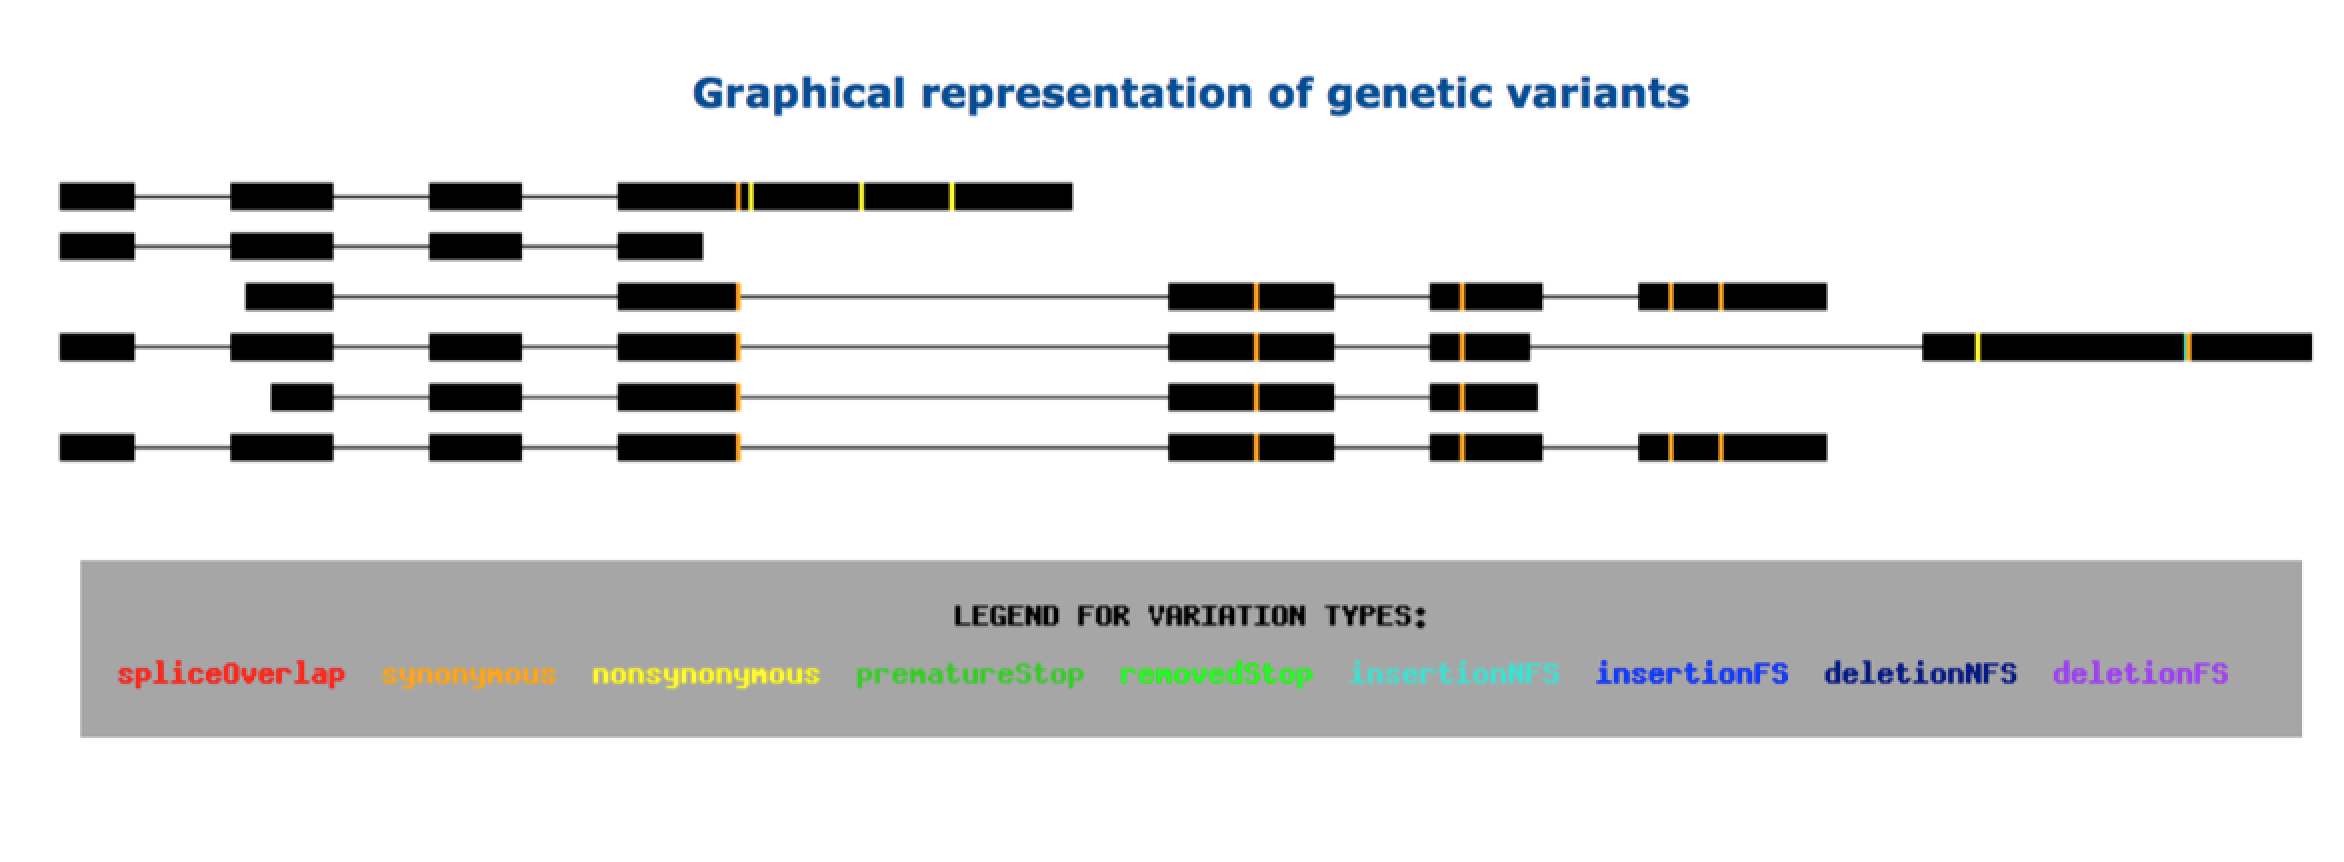 Graphical representation of genetic variants
LEGEND FOR VARIATION TYPES:
spliceOverlap synonymous nonsynonymous prematureStop removedStop insertionNFS insertionFS deletionNFS deletionFS